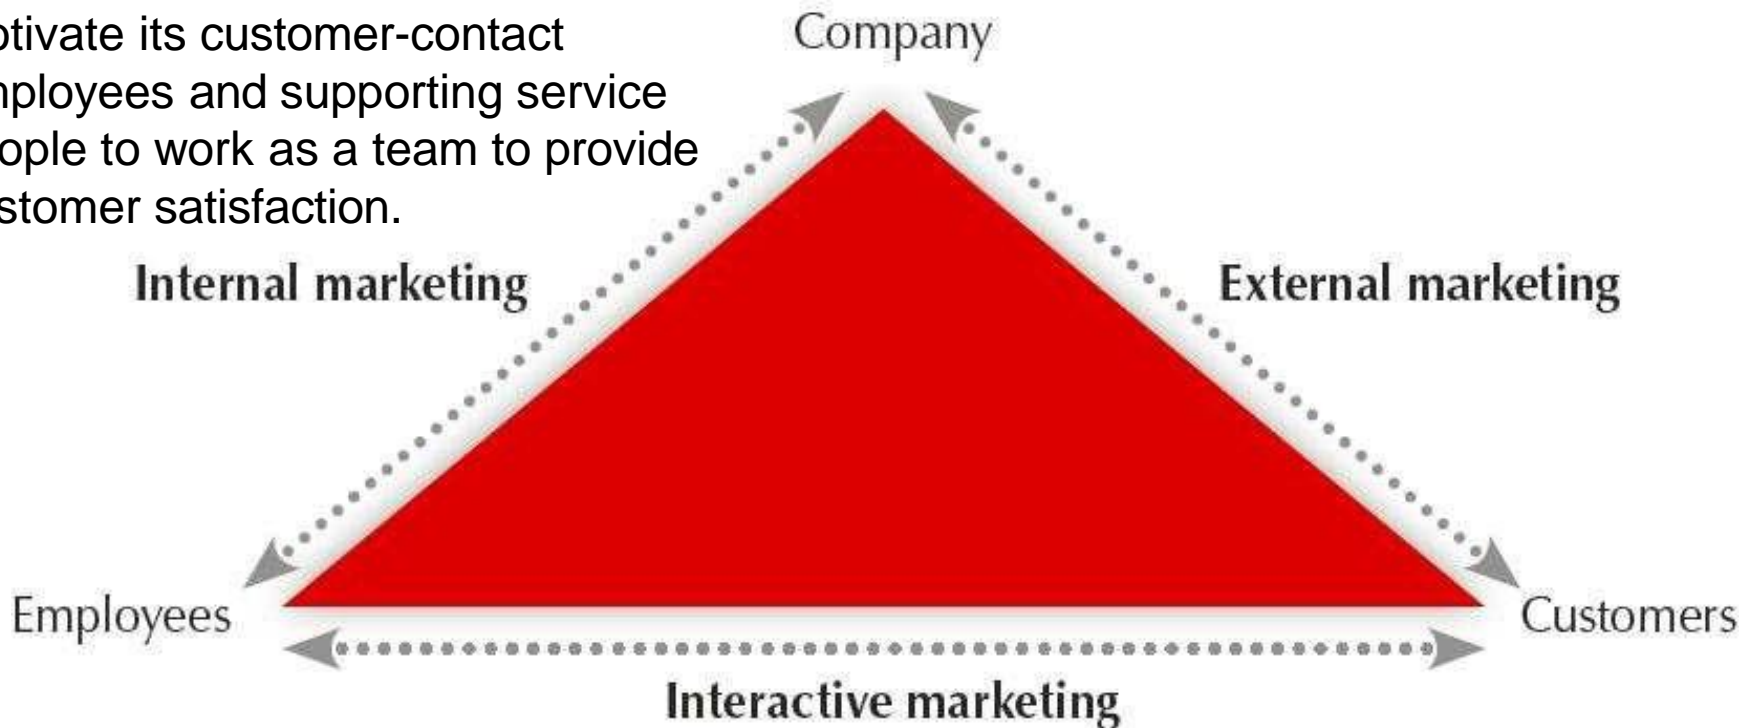 otivate its customer-contact
mployees and supporting service
ople to work as a team to provide
stomer satisfaction.
Company
Internal marketing
External marketing
Employees
Customers
Interactive marketing